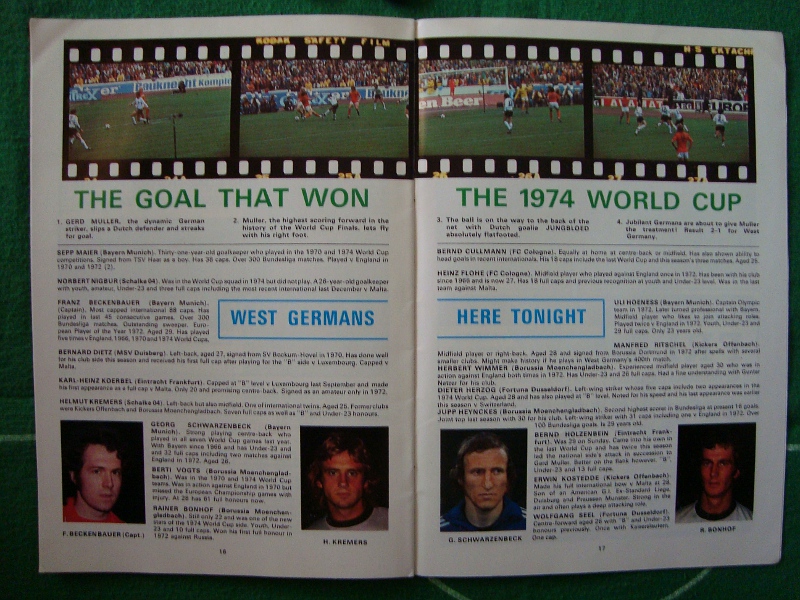 KODAK SAFETY FILM
Bauknecht Komple
en Beer
EUROP
THE GOAL THAT WON
1. GERD MULLER, the dynamic German
striker, slips a Dutch defender and streaks
for goal.
2. Muller, the highest scoring forward in the
history of the World Cup Finals, lets fly
with his right foot.
SEPP MAIER (Bayern Munich). Thirty-one-year-old goalkeeper who played in the 1970 and 1974 World Cup
competitions. Signed from TSV Haar as a boy. Has 38 caps. Over 300 Bundesliga matches. Played v England in
1970 and 1972 (2).
NORBERT NIGBUR (Schalke 04). Was in the World Cup squad in 1974 but did not play. A 26-year-old goalkeeper
with youth, amateur, Under-23 and three full caps including the most recent international last December v Malta.
FRANZ BECKENBAUER (Bayern Munich).
(Captain). Most capped international 88 caps. Has
played in last 45 consecutive games. Over 300
Bundesliga matches. Outstanding sweeper. Euro-
pean Player of the Year 1972. Aged 29. Has played
five times v England, 1966, 1970 and 1974 World Cups.
WEST GERMANS
BERNARD DIETZ (MSV Duisberg). Left-back, aged 27, signed from SV Bockum-Hovel in 1970. Has done well
for his club side this season and received his first full cap after playing for the "B" side v Luxembourg. Capped v
Malta.
KARL-HEINZ KOERBEL (Eintracht Frankfurt). Capped at "B" level v Luxembourg last September and made
his first appearance as a full cap v Malta. Only 20 and promising centre-back. Signed as an amateur only in 1972.
HELMUT KREMERS (Schalke 04). Left-back but also midfield. One of international twins. Aged 25. Former clubs
were Kickers Offenbach and Borussia Moenchengladbach. Seven full caps as well as "B" and Under-23 honours.
GEORG SCHWARZENBECK (Bayern
Munich). Strong playing centre-back who
played in all seven World Cup games last year.
With Bayern since 1966 and has Under-23 and
and 32 full caps including two matches against
England in 1972. Aged 26.
BERTI VOGTS (Borussia Moenchenglad-
bach). Was in the 1970 and 1974 World Cup
teams. Was in action against England in 1970 but
missed the European Championship games with
injury. At 28 has 61 full honours now.
RAINER BONHOF (Borussia Moenchen-
gledbach). Still only 22 and was one of the new
stars of the 1974 World Cup side. Youth, Under-
23 and 10 full caps. Won his first full honour in
1972 against Russia.
F. BECKENBAUER (Capt.)
H. KREMERS
16
THE 1974 WORLD CUP
3. The ball is on the way to the back of the
net with Dutch goalie JUNGBLOED
absolutely flatfooted.
4. Jubilant Germans are about to give Muller
the treatment! Result 2-1 for West
Germany.
BERND CULLMANN (FC Cologne). Equally at home at centre-back or midfield. Has also shown ability to
head goals in recent internationals. His 18 caps include the last World Cup and this season's three matches. Aged 25.
HEINZ FLOHE (FC Cologne). Midfield player who played against England once in 1972. Has been with his club
since 1966 and is now 27. Has 18 full caps and previous recognition at youth and Under-23 level. Was in the last
team against Malta.
HERE TONIGHT
ULI HOENESS (Bayern Munich). Captain Olympic
team in 1972. Later turned professional with Bayern.
Midfield player who likes to join attacking roles.
Played twice v England in 1972. Youth, Under-23 and
29 full caps. Only 23 years old.
MANFRED RITSCHEL (Kickers Offenbach).
Midfield player or right-back. Aged 28 and signed from Borussia Dortmund in 1972 after spells with several
smaller clubs. Might make history if he plays in West Germany's 400th match.
HERBERT WIMMER (Borussia Moenchengladbach). Experienced midfield player aged 30 who was in
action against England both times in 1972. Has Under-23 and 26 full caps. Had a fine understanding with Gunter
Netzer for his club.
DIETER HERZOG (Fortuna Dusseldorf). Left-wing striker whose five caps include two appearances in the
1974 World Cup. Aged 28 and has also played at "B" level. Noted for his speed and his last appearance was earlier
this season v Switzerland.
JUPP HEYNCKES (Borussia Moenchengladbach). Second highest scorer in Bundesliga at present 16 goals.
Joint top last season with 30 for his club. Left-wing striker with 31 caps including one v England in 1972. Over
100 Bundesliga goals. Is 29 years old.
BERND HOLZENBEIN (Eintracht Frank-
furt). Was 29 on Sunday. Came into his own in
the last World Cup and has twice this season
led the national side's attack in succession to
Gerd Muller. Better on the flank however, "B",
Under-23 and 13 full caps.
ERWIN KOSTEDDE (Kickers Offenbach).
Made his full international now v Malta at 28.
Son of an American G.I. Ex-Standard Liege,
Duisburg and Preussen Munster. Strong in the
air and often plays a deep attacking role.
WOLFGANG SEEL (Fortuna Dusseldorf).
Centre-forward aged 26 with "B" and Under-23
honours previously. Once with Kaiserslautern.
One cap.
G. SCHWARZENBECK
R. BONHOF
17